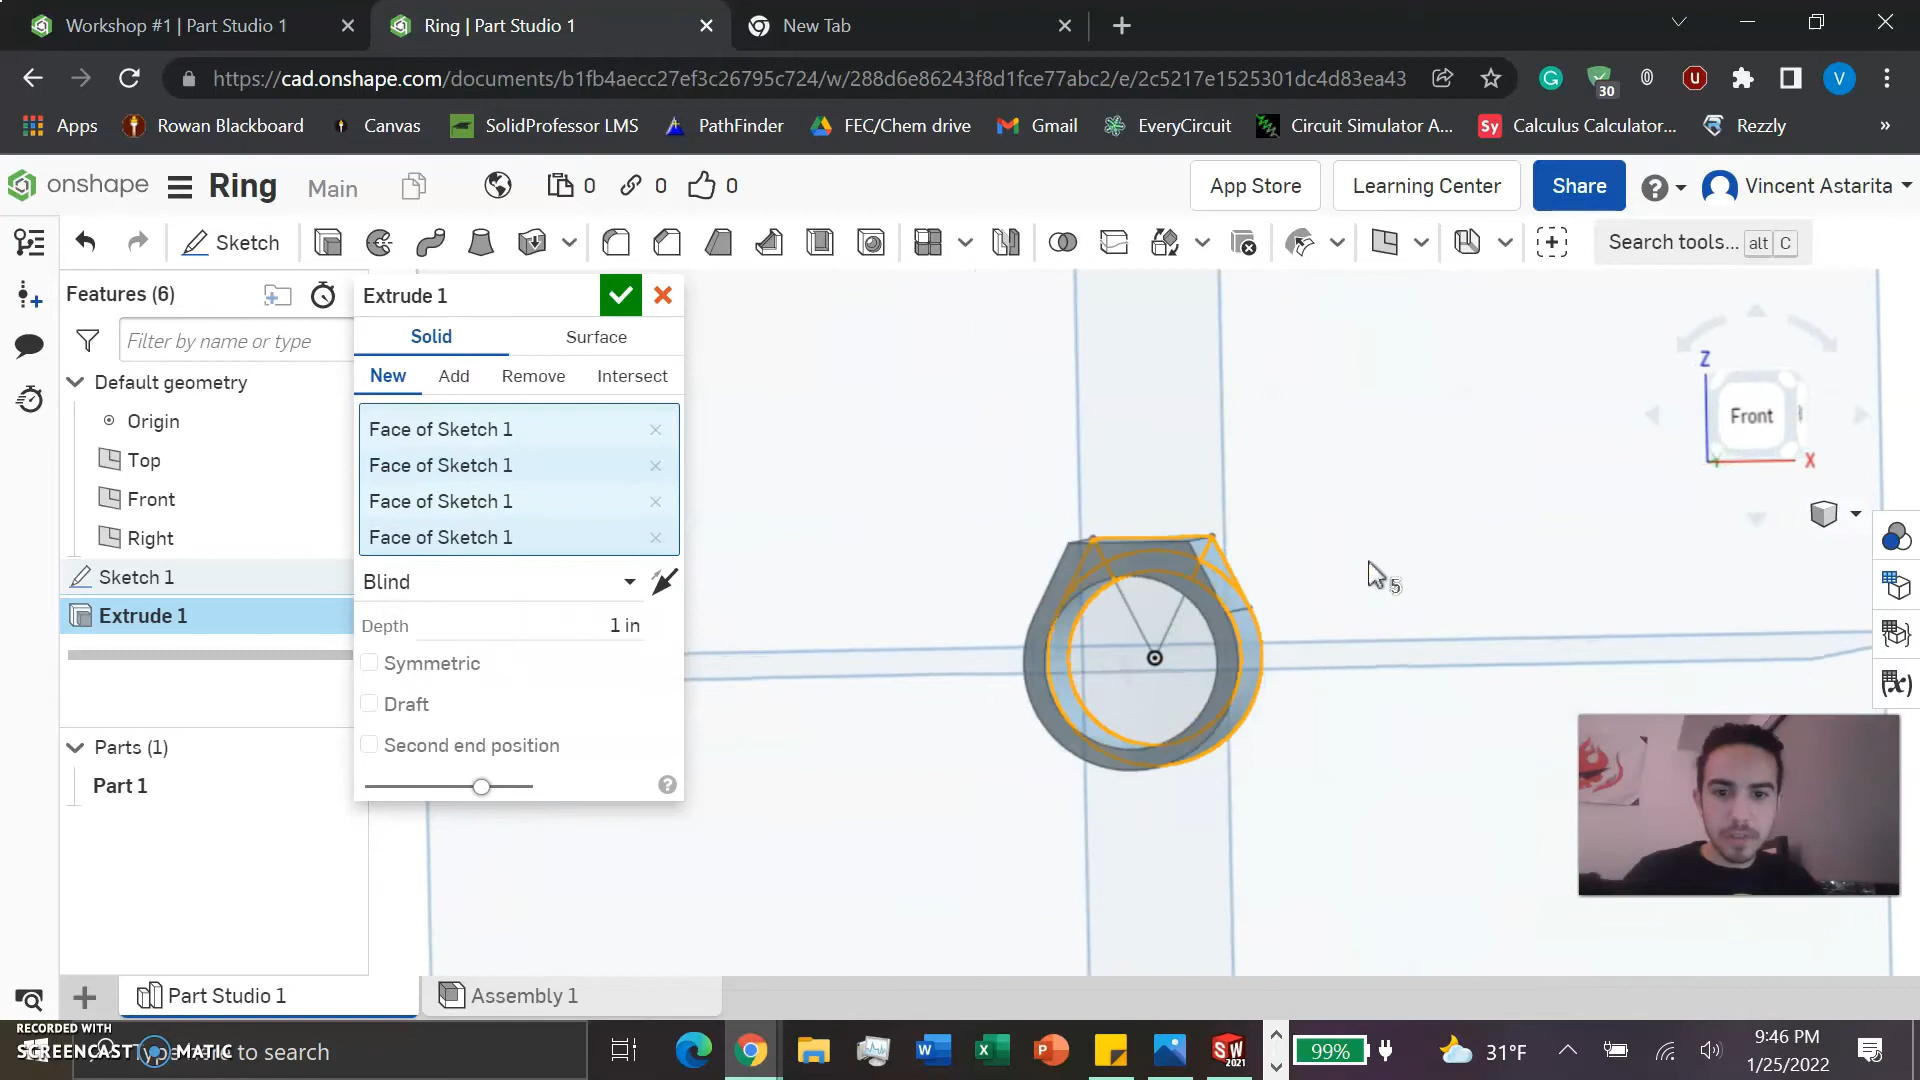 Workshop #1 | Part Studio 1
Ring | Part Studio 1
New Tab
https://cad.onshape.com/documents/b1fb4aecc27ef3c26795c724/w/288d6e86243f8d1fce77abc2/e/2c5217e1525301dc4d83ea43
30
V
Apps
Rowan Blackboard
Canvas
SolidProfessor LMS
PathFinder
FEC/Chem drive
Gmail
EveryCircuit
Circuit Simulator A...
Sy
Calculus Calculator...
Rezzly
»
onshape
Ring
Main
0
0
0
App Store
Learning Center
Share
Vincent Astarita
Sketch
Search tools... alt C
Features (6)
Filter by name or type
Default geometry
Origin
Top
Front
Right
Sketch 1
Extrude 1
Parts (1)
Part 1
Extrude 1
Solid
Surface
New
Add
Remove
Intersect
Face of Sketch 1
Face of Sketch 1
Face of Sketch 1
Face of Sketch 1
Blind
Depth
1 in
Symmetric
Draft
Second end position
Z
Front
X
5
(x)
Part Studio 1
Assembly 1
RECORDED WITH
SCREENCAST MATIC
Type here to search
SW
2021
99%
31°F
9:46 PM
1/25/2022